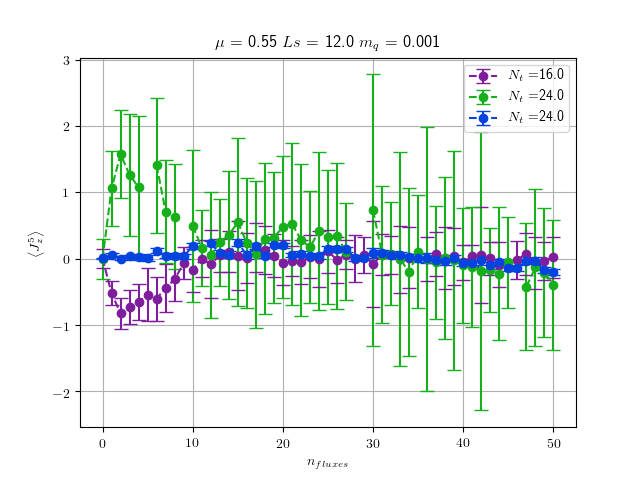 μ = 0.55 Ls = 12.0 m_q = 0.001
N_t =16.0
N_t =24.0
N_t =24.0
3
2
1
0
−1
−2
⟨J_z^5⟩
0 10 20 30 40 50
n_fluxes